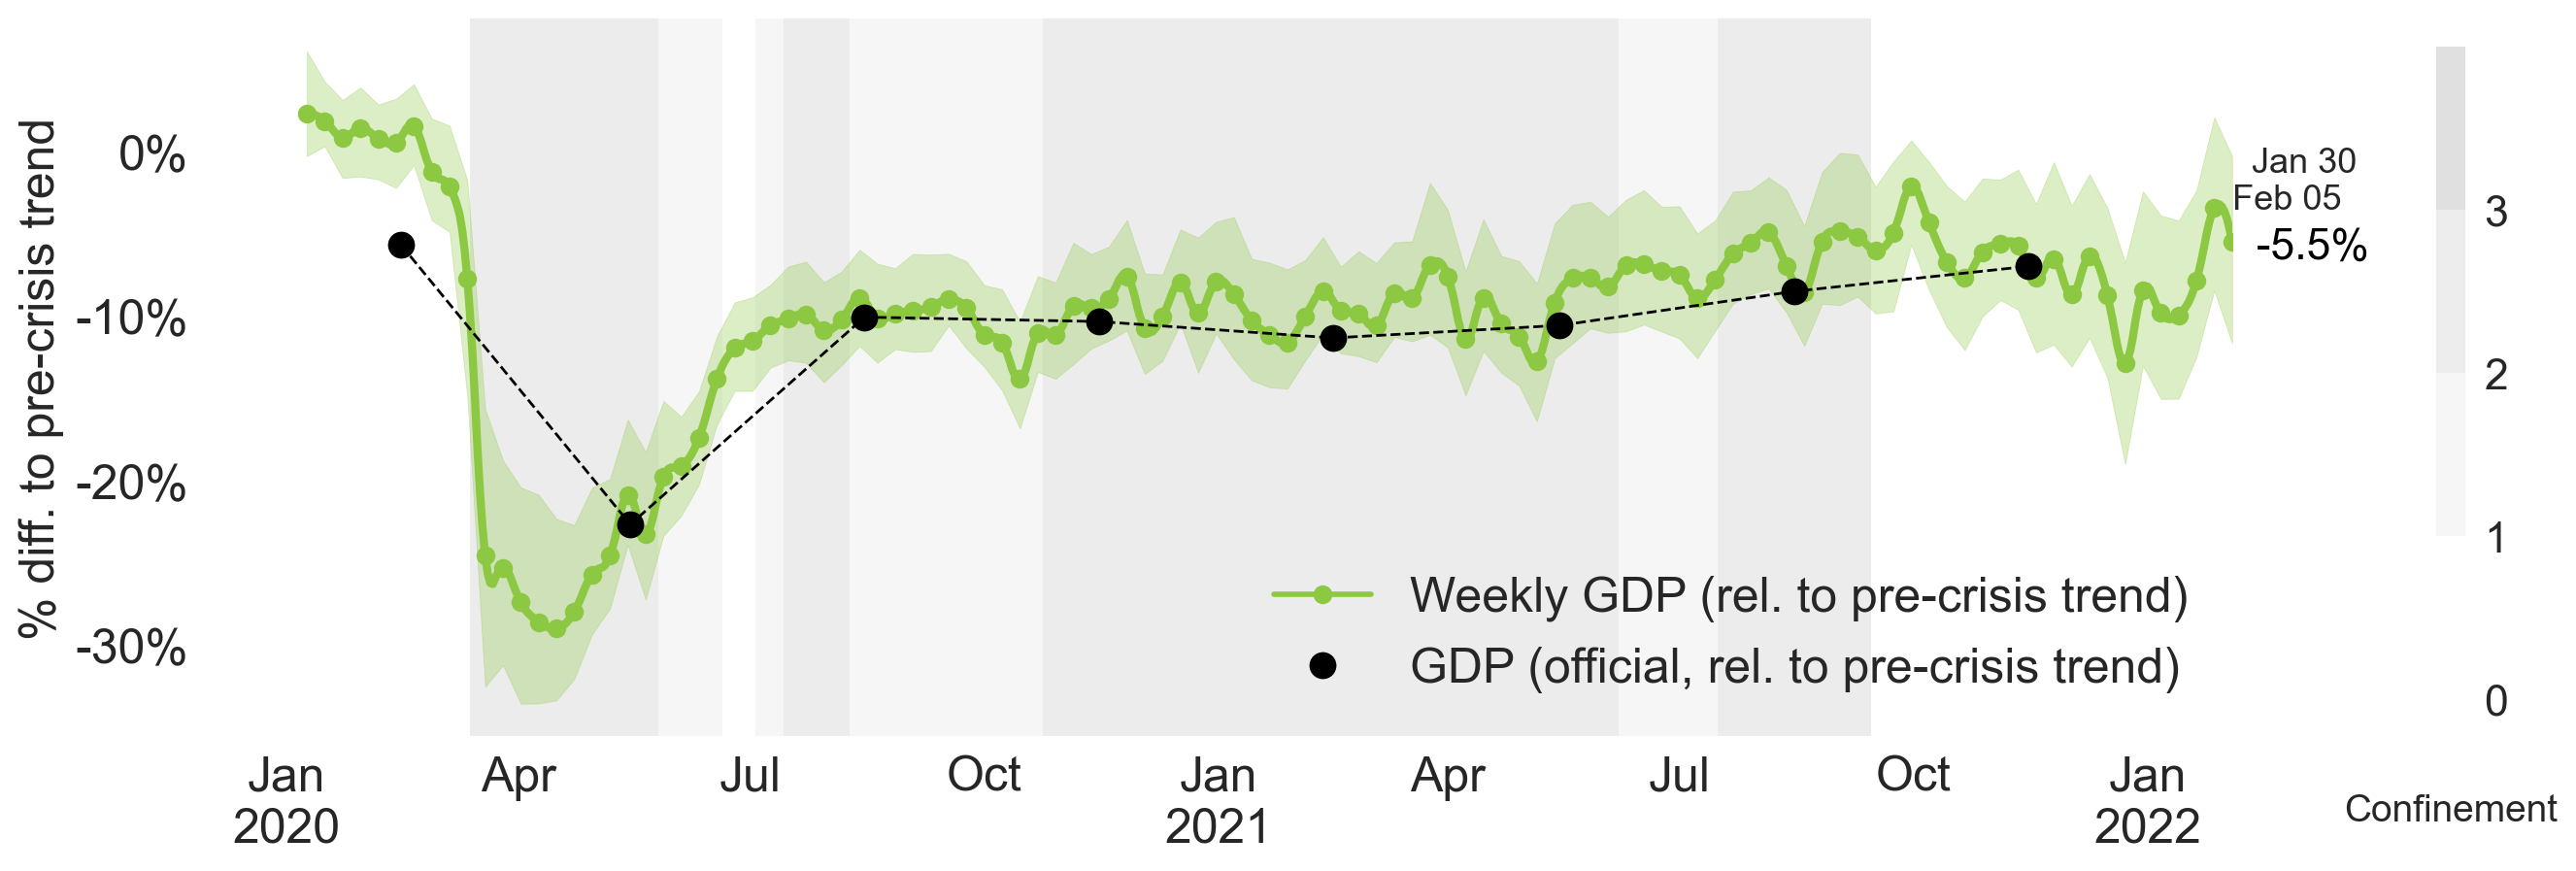 % diff. to pre-crisis trend
0%
-10%
-20%
-30%
Jan 30
Feb 05
-5.5%
3
2
1
0
Weekly GDP (rel. to pre-crisis trend)
GDP (official, rel. to pre-crisis trend)
Jan Apr Jul Oct Jan Apr Jul Oct Jan
2020 2021 2022
Confinement